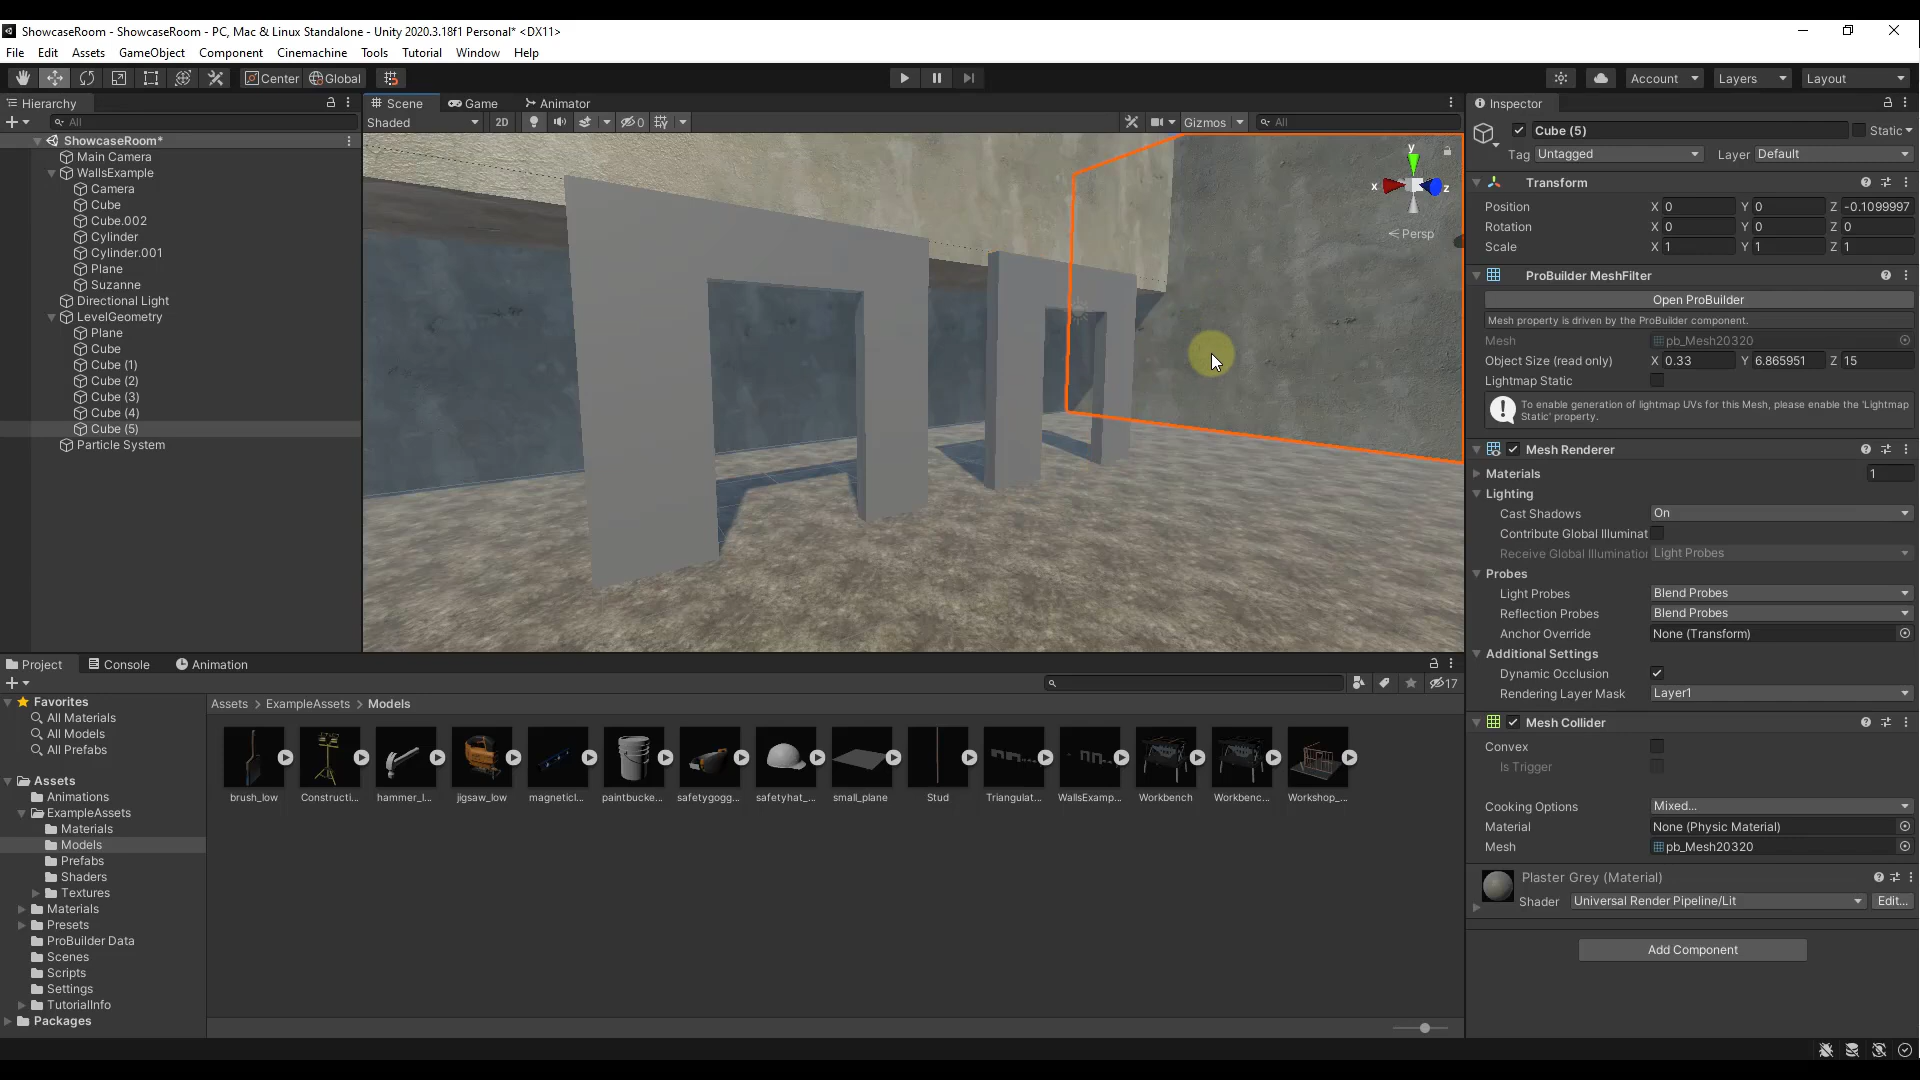 ShowcaseRoom - ShowcaseRoom - PC, Mac & Linux Standalone - Unity 2020.3.18f1 Personal* <DX11>
File Edit Assets GameObject Component Cinemachine Tools Tutorial Window Help
Center Global Account Layers Layout
Hierarchy
All
ShowcaseRoom*
Main Camera
WallsExample
Camera
Cube
Cube.002
Cylinder
Cylinder.001
Plane
Suzanne
Directional Light
LevelGeometry
Plane
Cube
Cube (1)
Cube (2)
Cube (3)
Cube (4)
Cube (5)
Particle System
Scene Game Animator
Shaded 2D 0 Gizmos All
y
x z
Persp
Inspector
Cube (5) Static
Tag Untagged Layer Default
Transform
Position X 0 Y 0 Z -0.1099997
Rotation X 0 Y 0 Z 0
Scale X 1 Y 1 Z 1
ProBuilder MeshFilter
Open ProBuilder
Mesh property is driven by the ProBuilder component.
Mesh pb_Mesh20320
Object Size (read only) X 0.33 Y 6.865951 Z 15
Lightmap Static
To enable generation of lightmap UVs for this Mesh, please enable the 'Lightmap
Static' property.
Mesh Renderer
Materials 1
Lighting
Cast Shadows On
Contribute Global Illuminat
Receive Global Illumination Light Probes
Probes
Light Probes Blend Probes
Reflection Probes Blend Probes
Anchor Override None (Transform)
Additional Settings
Dynamic Occlusion
Rendering Layer Mask Layer1
Mesh Collider
Convex
Is Trigger
Cooking Options Mixed...
Material None (Physic Material)
Mesh pb_Mesh20320
Plaster Grey (Material)
Shader Universal Render Pipeline/Lit Edit...
Add Component
Project Console Animation
17
Favorites
All Materials
All Models
All Prefabs
Assets
Animations
ExampleAssets
Materials
Models
Prefabs
Shaders
Textures
Materials
Presets
ProBuilder Data
Scenes
Scripts
Settings
TutorialInfo
Packages
Assets > ExampleAssets > Models
brush_low Constructi... hammer_l... jigsaw_low magneticl... paintbucke... safetygogg... safetyhat_... small_plane Stud Triangulat... WallsExamp... Workbench Workbenc... Workshop_...